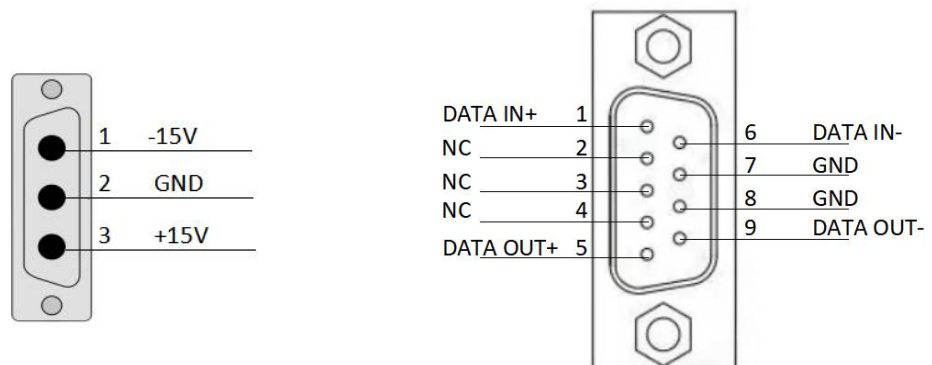 1 -15V
2 GND
3 +15V
DATA IN+ 1
NC 2
NC 3
NC 4
DATA OUT+ 5
6 DATA IN-
7 GND
8 GND
9 DATA OUT-